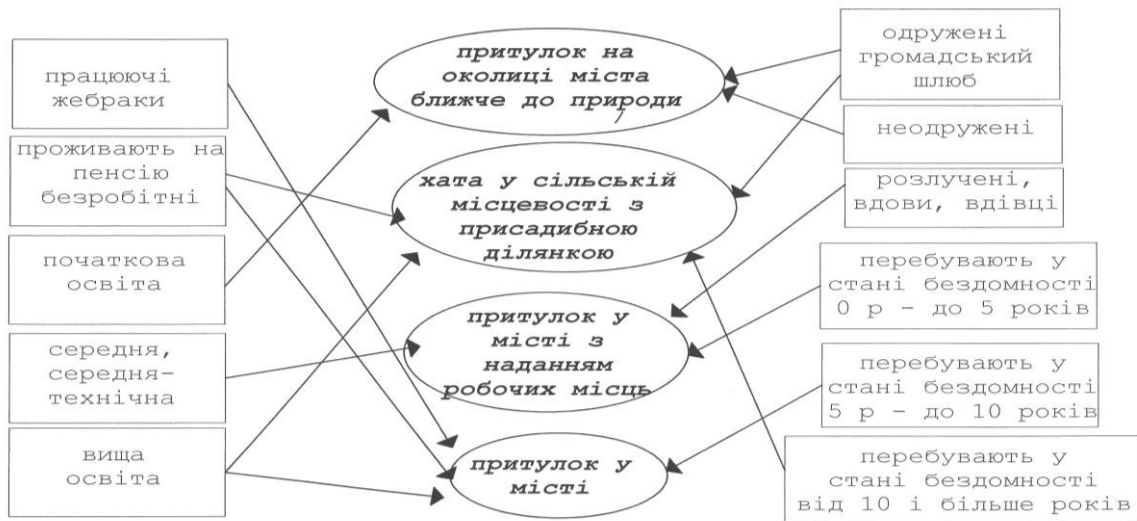 працюючі
жебраки
проживають на
пенсію
безробітні
початкова
освіта
середня,
середня-
технічна
вища
освіта
притулок на
околиці міста
ближче до природи
хата у сільській
місцевості з
присадибною
ділянкою
притулок у
місті з
наданням
робочих місць
притулок у
місті
одружені
громадський
шлюб
неодружені
розлучені,
вдови, вдівці
перебувають у
стані бездомності
0 р – до 5 років
перебувають у
стані бездомності
5 р – до 10 років
перебувають у
стані бездомності
від 10 і більше років